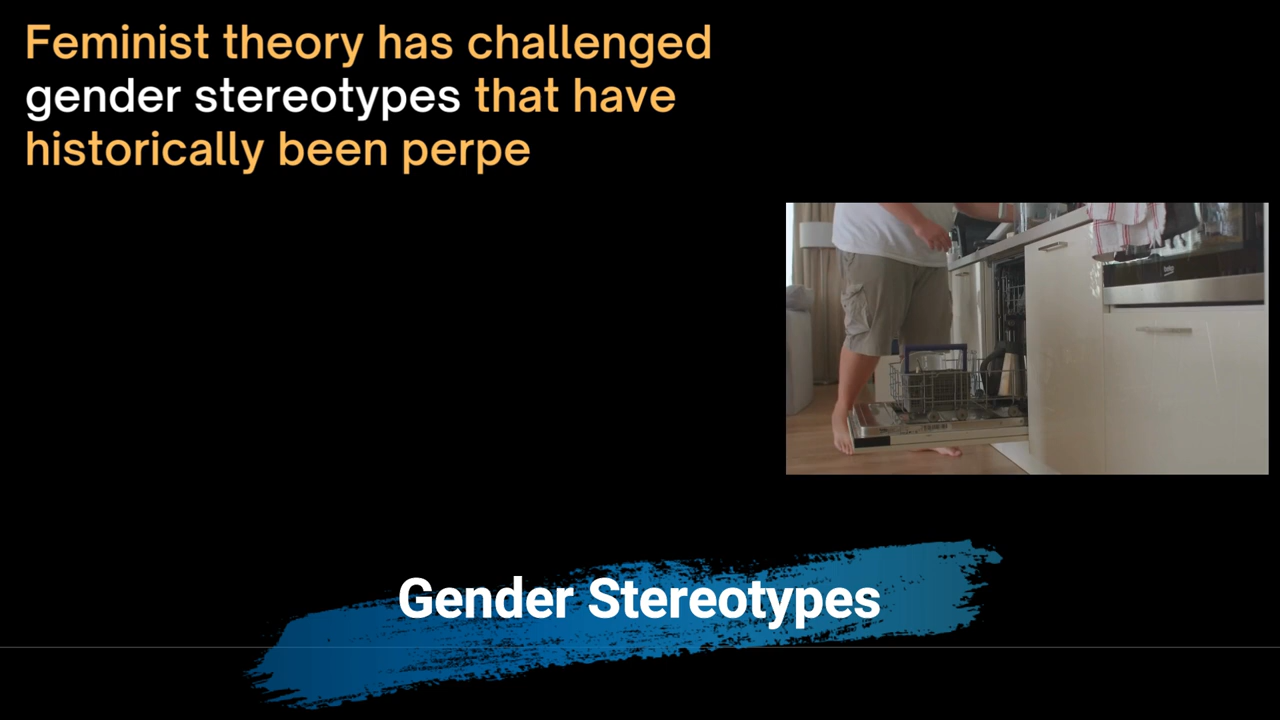 Feminist theory has challenged
gender stereotypes that have
historically been perpe
Gender Stereotypes